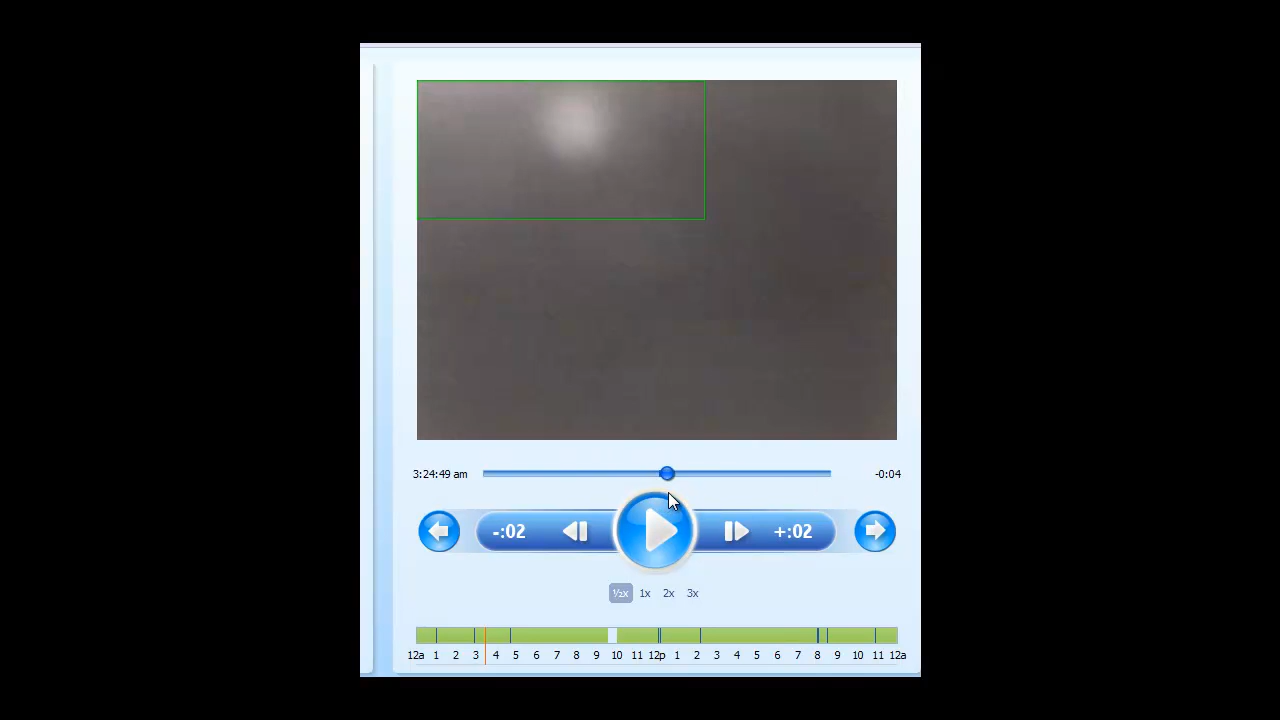 3:24:49 am -0:04
-:02 +:02
½x 1x 2x 3x
12a 1 2 3 4 5 6 7 8 9 10 11 12p 1 2 3 4 5 6 7 8 9 10 11 12a